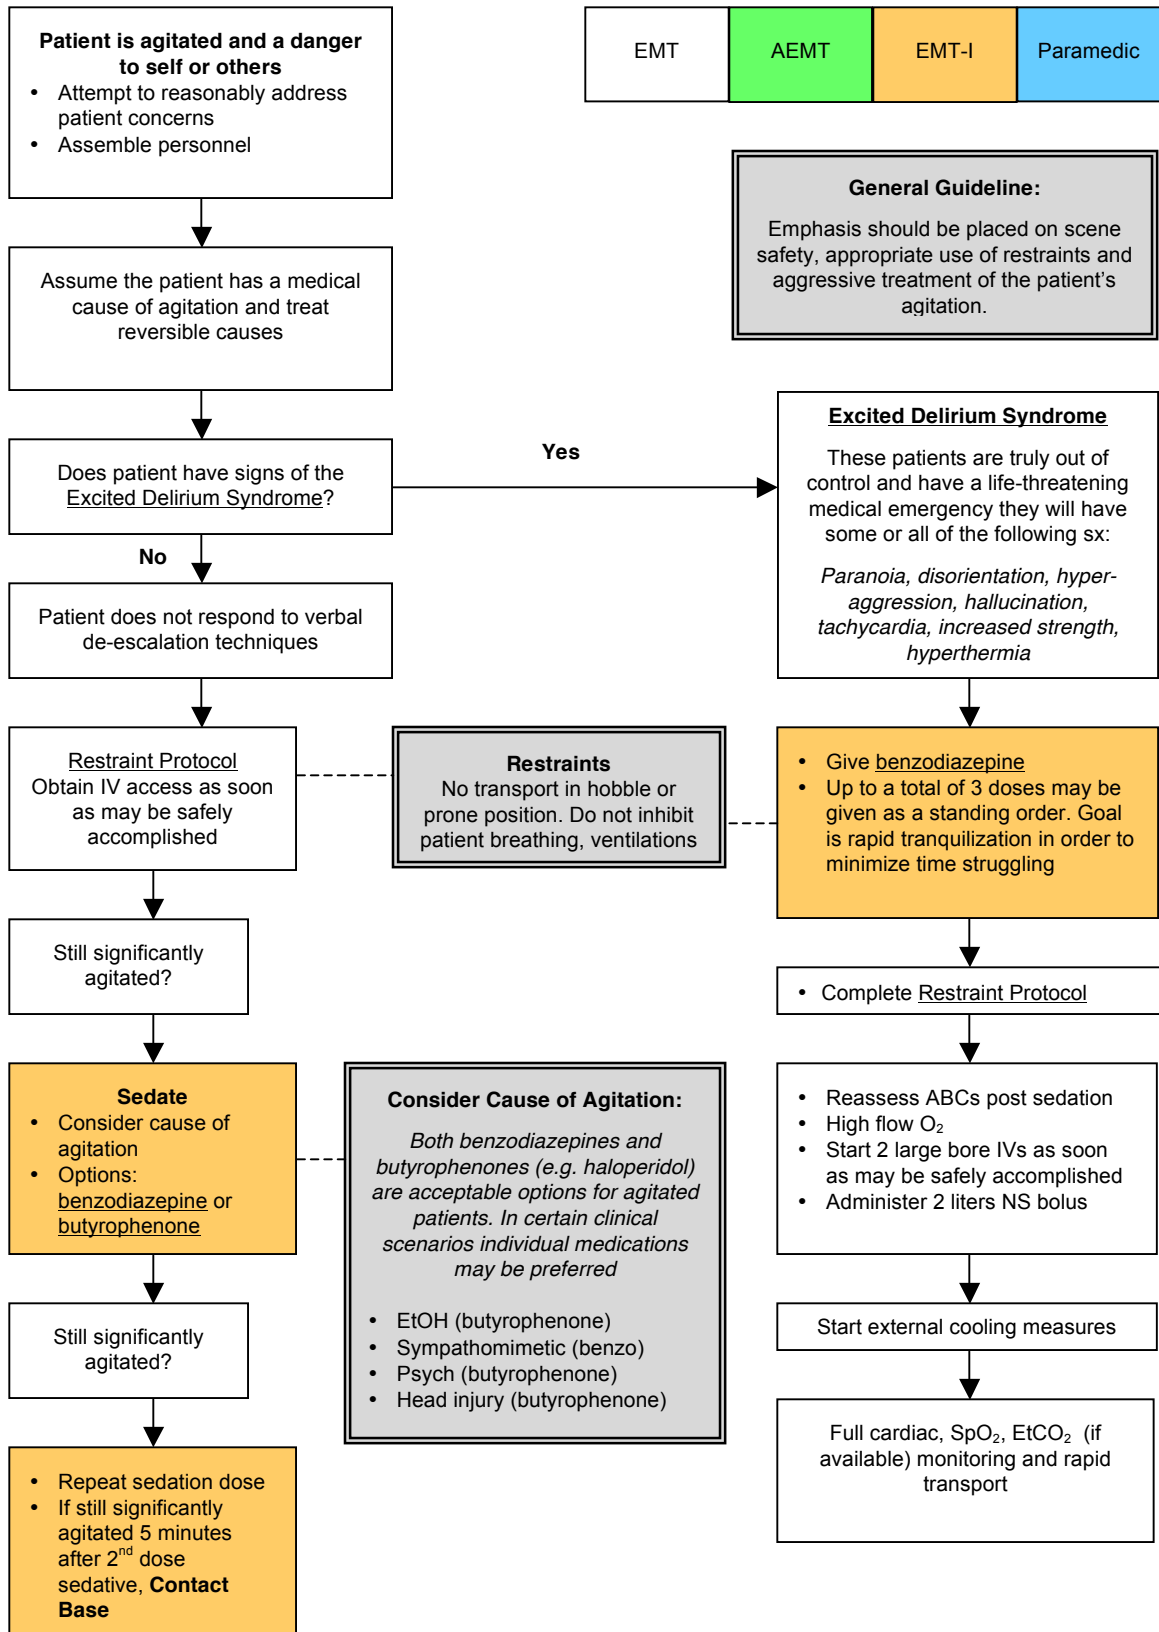 Patient is agitated and a danger
to self or others
• Attempt to reasonably address
patient concerns
• Assemble personnel
EMT
AEMT
EMT-I
Paramedic
General Guideline:
Emphasis should be placed on scene
safety, appropriate use of restraints and
aggressive treatment of the patient’s
agitation.
Assume the patient has a medical
cause of agitation and treat
reversible causes
Does patient have signs of the
Excited Delirium Syndrome?
Yes
No
Excited Delirium Syndrome
These patients are truly out of
control and have a life-threatening
medical emergency they will have
some or all of the following sx:
Paranoia, disorientation, hyper-
aggression, hallucination,
tachycardia, increased strength,
hyperthermia
Patient does not respond to verbal
de-escalation techniques
Restraint Protocol
Obtain IV access as soon
as may be safely
accomplished
Restraints
No transport in hobble or
prone position. Do not inhibit
patient breathing, ventilations
• Give benzodiazepine
• Up to a total of 3 doses may be
given as a standing order. Goal
is rapid tranquilization in order to
minimize time struggling
Still significantly
agitated?
• Complete Restraint Protocol
Sedate
• Consider cause of
agitation
• Options:
benzodiazepine or
butyrophenone
Consider Cause of Agitation:
Both benzodiazepines and
butyrophenones (e.g. haloperidol)
are acceptable options for agitated
patients. In certain clinical
scenarios individual medications
may be preferred
• EtOH (butyrophenone)
• Sympathomimetic (benzo)
• Psych (butyrophenone)
• Head injury (butyrophenone)
• Reassess ABCs post sedation
• High flow O₂
• Start 2 large bore IVs as soon
as may be safely accomplished
• Administer 2 liters NS bolus
Still significantly
agitated?
Start external cooling measures
Full cardiac, SpO₂, EtCO₂ (if
available) monitoring and rapid
transport
• Repeat sedation dose
• If still significantly
agitated 5 minutes
after 2nd dose
sedative, Contact
Base